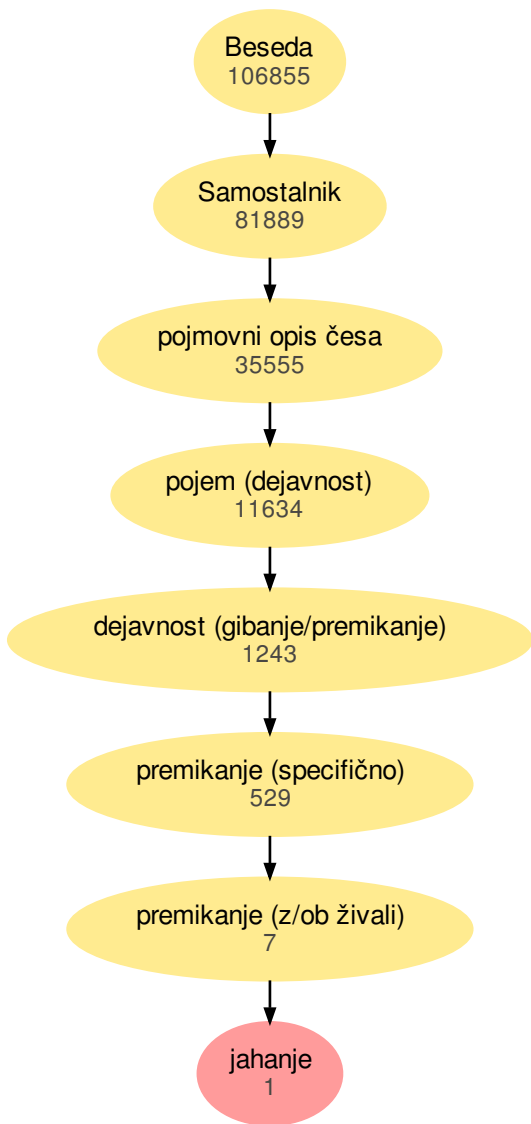 Beseda
106855
Samostalnik
81889
pojmovni opis česa
35555
pojem (dejavnost)
11634
dejavnost (gibanje/premikanje)
1243
premikanje (specifično)
529
premikanje (z/ob živali)
7
jahanje
1